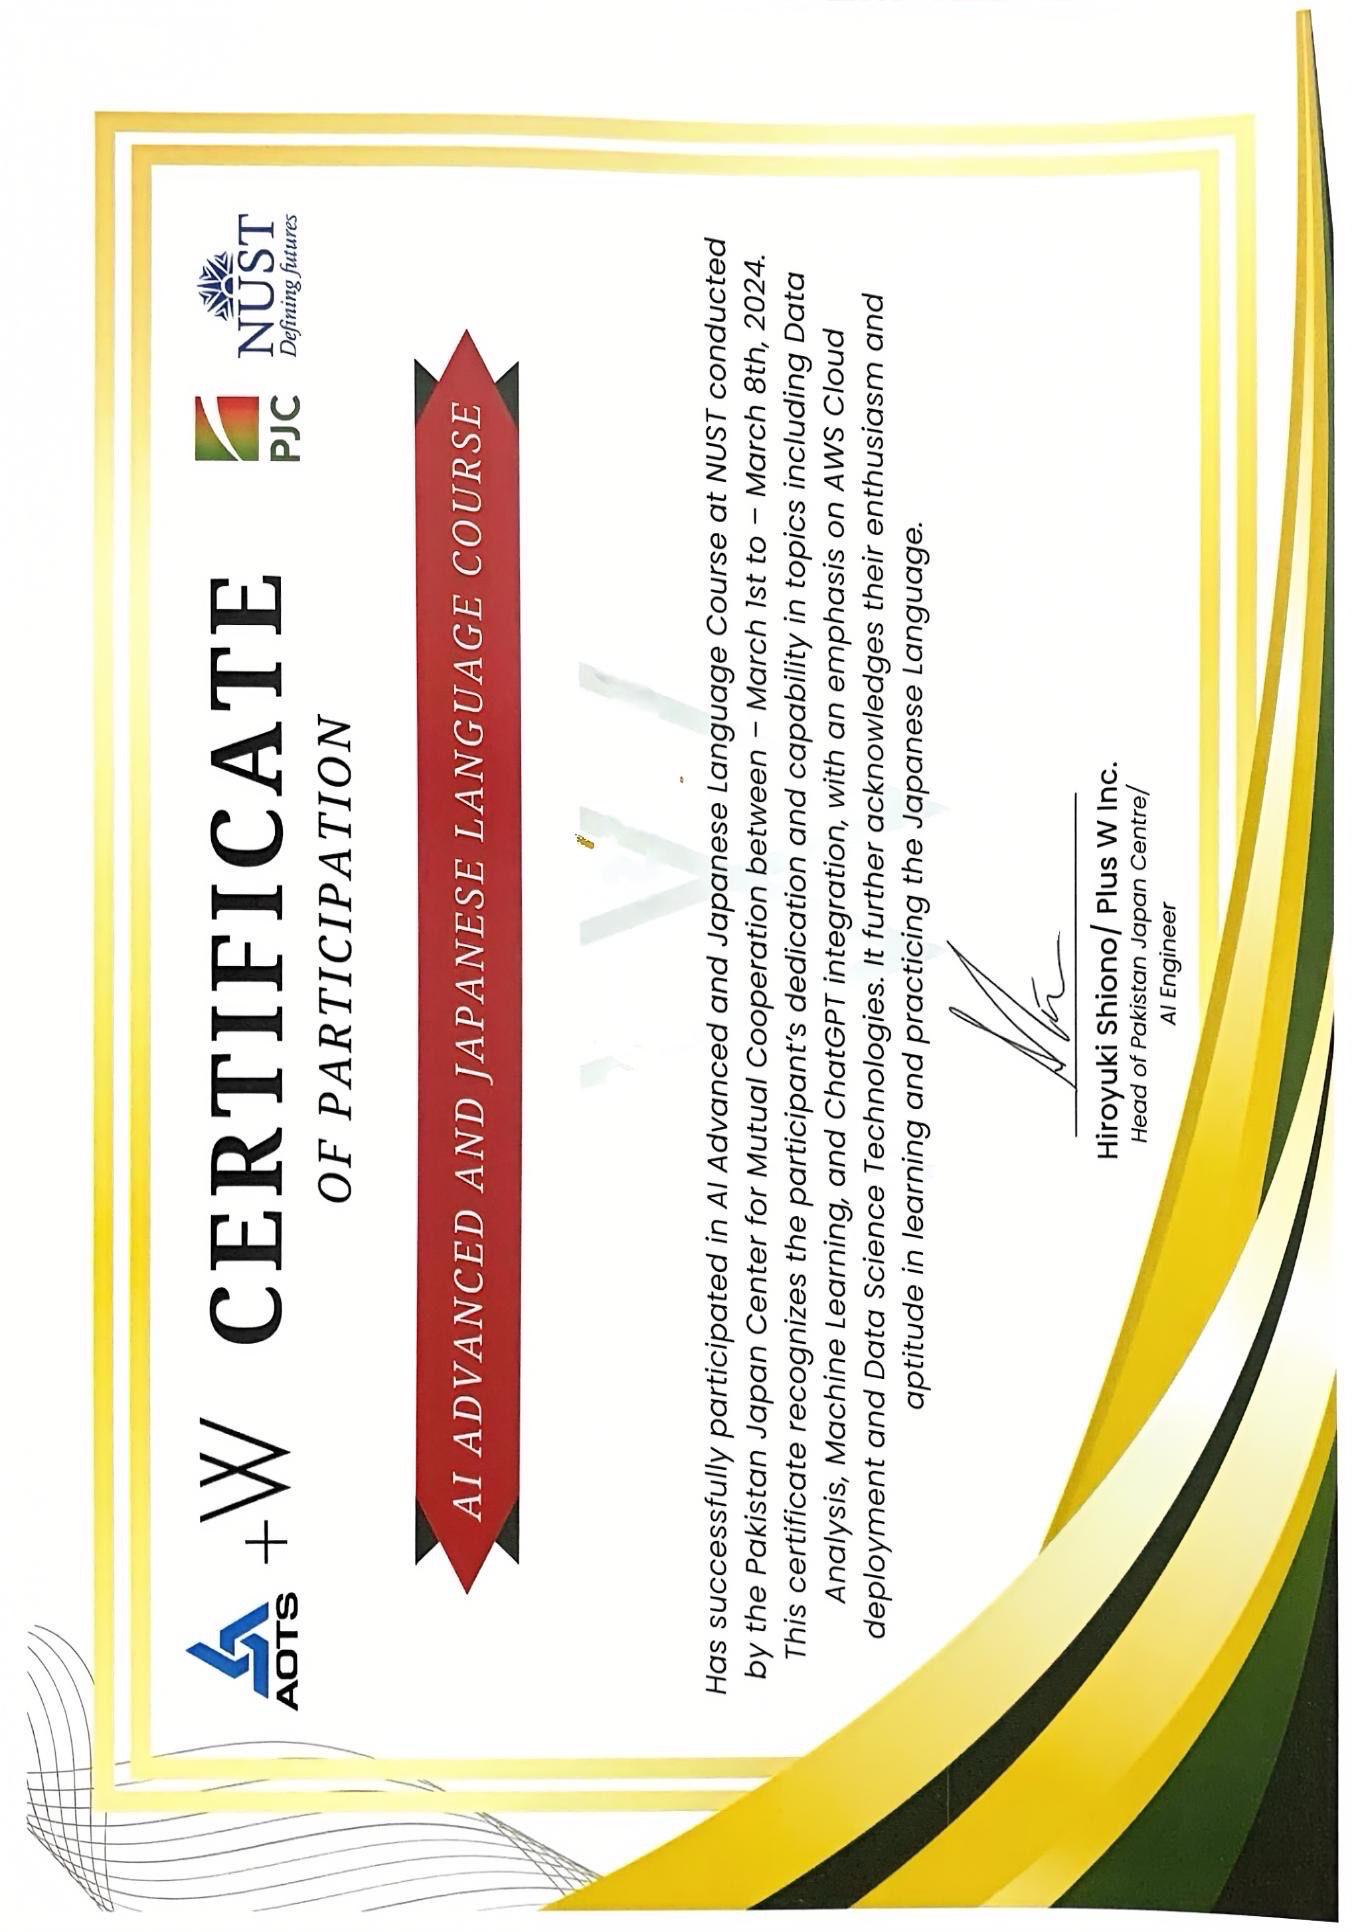 AOTS
+W
CERTIFICATE
PJC
NUST
Defining futures
OF PARTICIPATION
AI ADVANCED AND JAPANESE LANGUAGE COURSE
Has successfully participated in AI Advanced and Japanese Language Course at NUST conducted
by the Pakistan Japan Center for Mutual Cooperation between – March 1st to – March 8th, 2024.
This certificate recognizes the participant's dedication and capability in topics including Data
Analysis, Machine Learning, and ChatGPT integration, with an emphasis on AWS Cloud
deployment and Data Science Technologies. It further acknowledges their enthusiasm and
aptitude in learning and practicing the Japanese Language.
Hiroyuki Shiono/ Plus W Inc.
Head of Pakistan Japan Centre/
AI Engineer